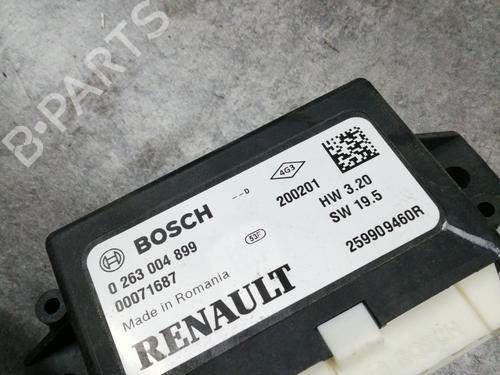 B-PARTS
BOSCH
--D
4G3
0 263 004 899
53F
200201
HW 3.20
SW 19.5
00071687
Made in Romania
259909460R
RENAULT
BOSCH